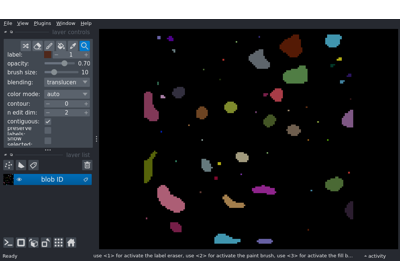 File View Plugins Window Help
layer controls
label: 1
opacity: 0.70
brush size: 10
blending: translucen
color mode: auto
contour: 0
n edit dim: 2
contiguous:
preserve labels:
show selected:
layer list
blob ID
Ready
use <1> for activate the label eraser, use <2> for activate the paint brush, use <3> for activate the fill b...
activity